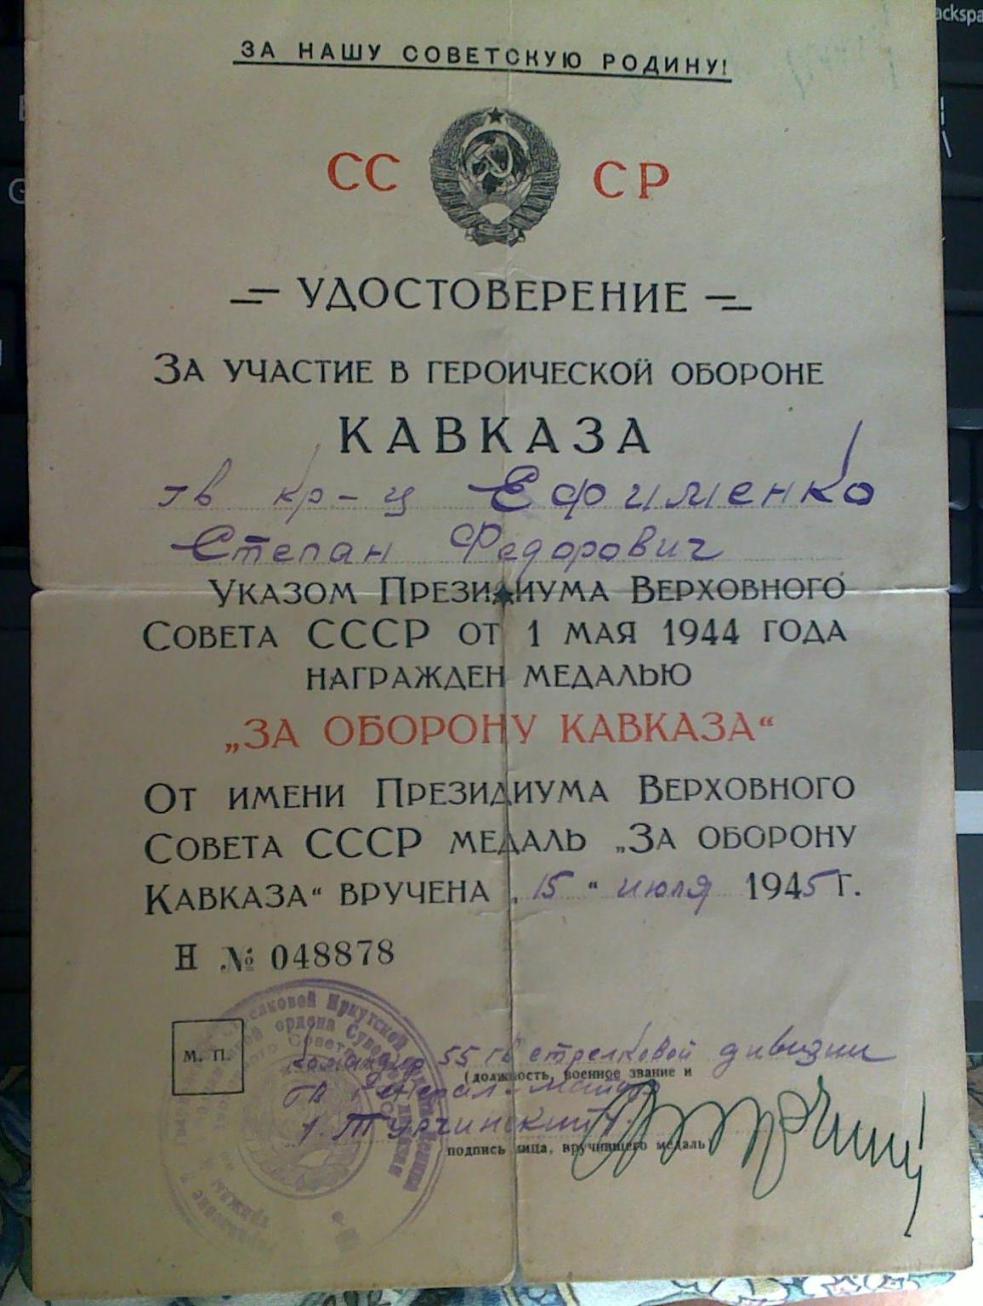 ЗА НАШУ СОВЕТСКУЮ РОДИНУ!
СС СР
УДОСТОВЕРЕНИЕ
ЗА УЧАСТИЕ В ГЕРОИЧЕСКОЙ ОБОРОНЕ
КАВКАЗА
гв кр-ц Ефименко
Степан Федорович
УКАЗОМ ПРЕЗИДИУМА ВЕРХОВНОГО
СОВЕТА СССР ОТ 1 МАЯ 1944 ГОДА
НАГРАЖДЕН МЕДАЛЬЮ
„ЗА ОБОРОНУ КАВКАЗА“
ОТ ИМЕНИ ПРЕЗИДИУМА ВЕРХОВНОГО
СОВЕТА СССР МЕДАЛЬ „ЗА ОБОРОНУ
КАВКАЗА“ ВРУЧЕНА „15“ июля 1945 Г.
Н № 048878
М. П.
Командир 55 гв стрелковой дивизии
(должность, военное звание и
гв генерал-майор
Турчинский
подпись лица, вручившего медаль)